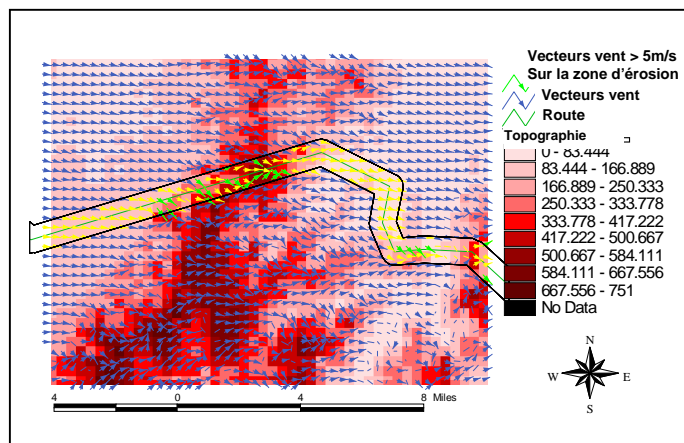 Vecteurs vent > 5m/s
Sur la zone d'érosion
Vecteurs vent
Route
Topographie
0 - 83.444
83.444 - 166.889
166.889 - 250.333
250.333 - 333.778
333.778 - 417.222
417.222 - 500.667
500.667 - 584.111
584.111 - 667.556
667.556 - 751
No Data
N
W E
S
4 0 4 8 Miles